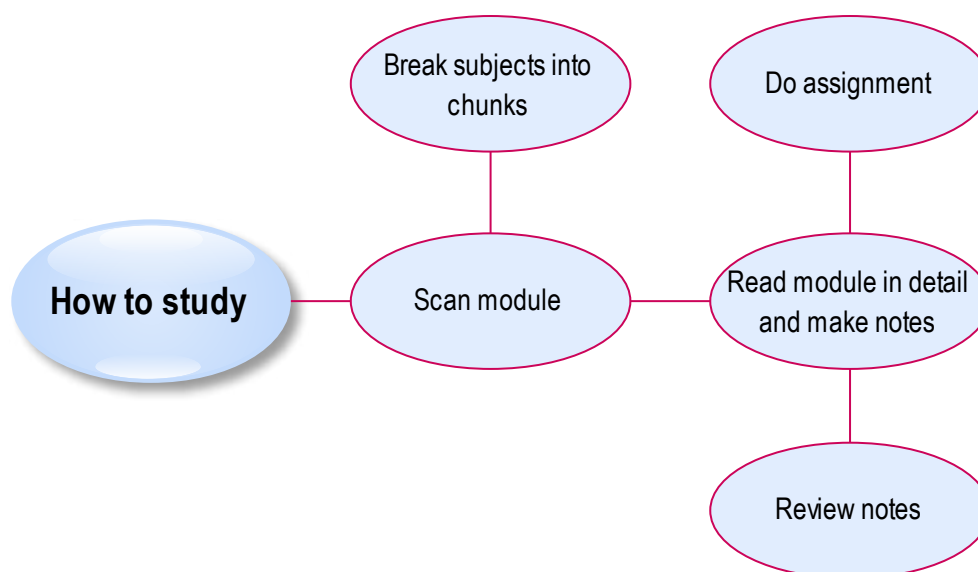 Break subjects into
chunks
Do assignment
How to study
Scan module
Read module in detail
and make notes
Review notes